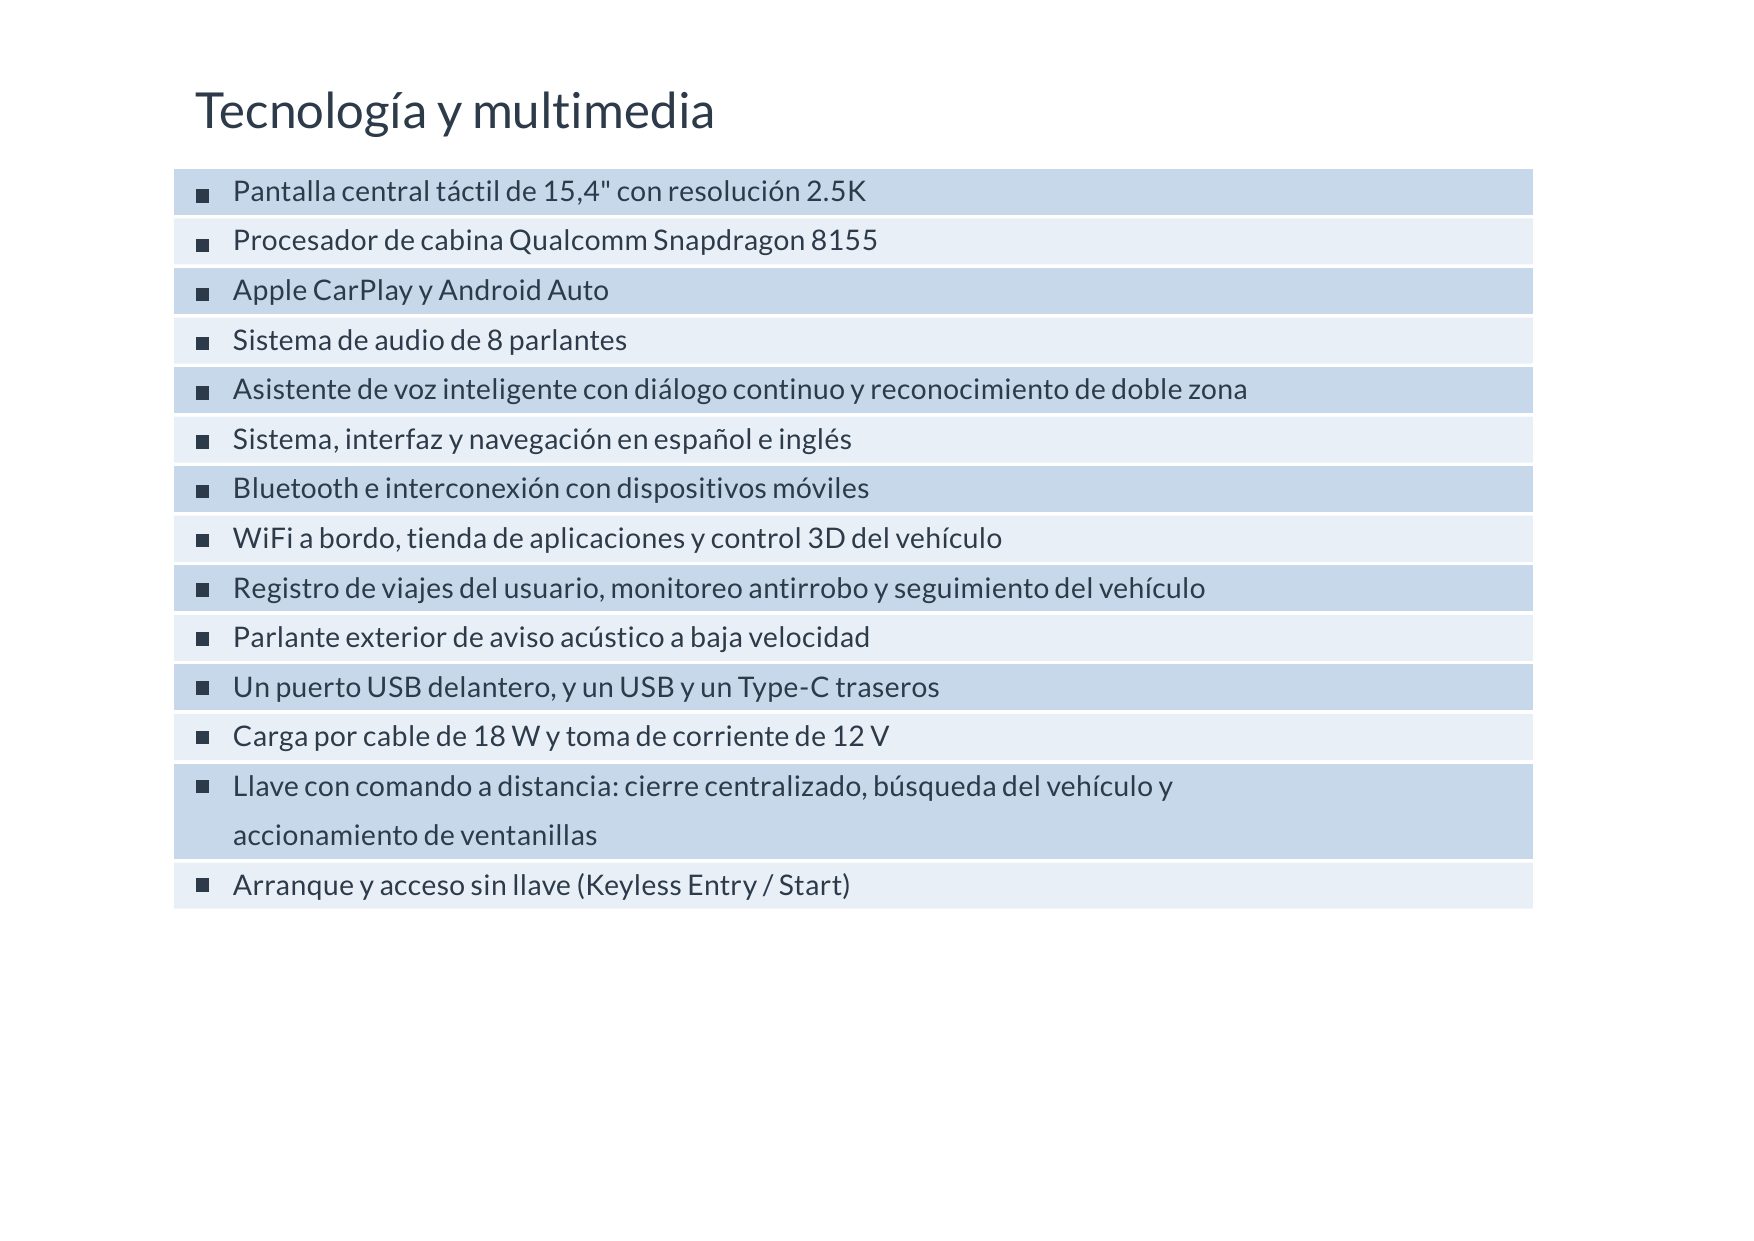 Tecnología y multimedia
Pantalla central táctil de 15,4" con resolución 2.5K
Procesador de cabina Qualcomm Snapdragon 8155
Apple CarPlay y Android Auto
Sistema de audio de 8 parlantes
Asistente de voz inteligente con diálogo continuo y reconocimiento de doble zona
Sistema, interfaz y navegación en español e inglés
Bluetooth e interconexión con dispositivos móviles
WiFi a bordo, tienda de aplicaciones y control 3D del vehículo
Registro de viajes del usuario, monitoreo antirrobo y seguimiento del vehículo
Parlante exterior de aviso acústico a baja velocidad
Un puerto USB delantero, y un USB y un Type-C traseros
Carga por cable de 18 W y toma de corriente de 12 V
Llave con comando a distancia: cierre centralizado, búsqueda del vehículo y
accionamiento de ventanillas
Arranque y acceso sin llave (Keyless Entry / Start)